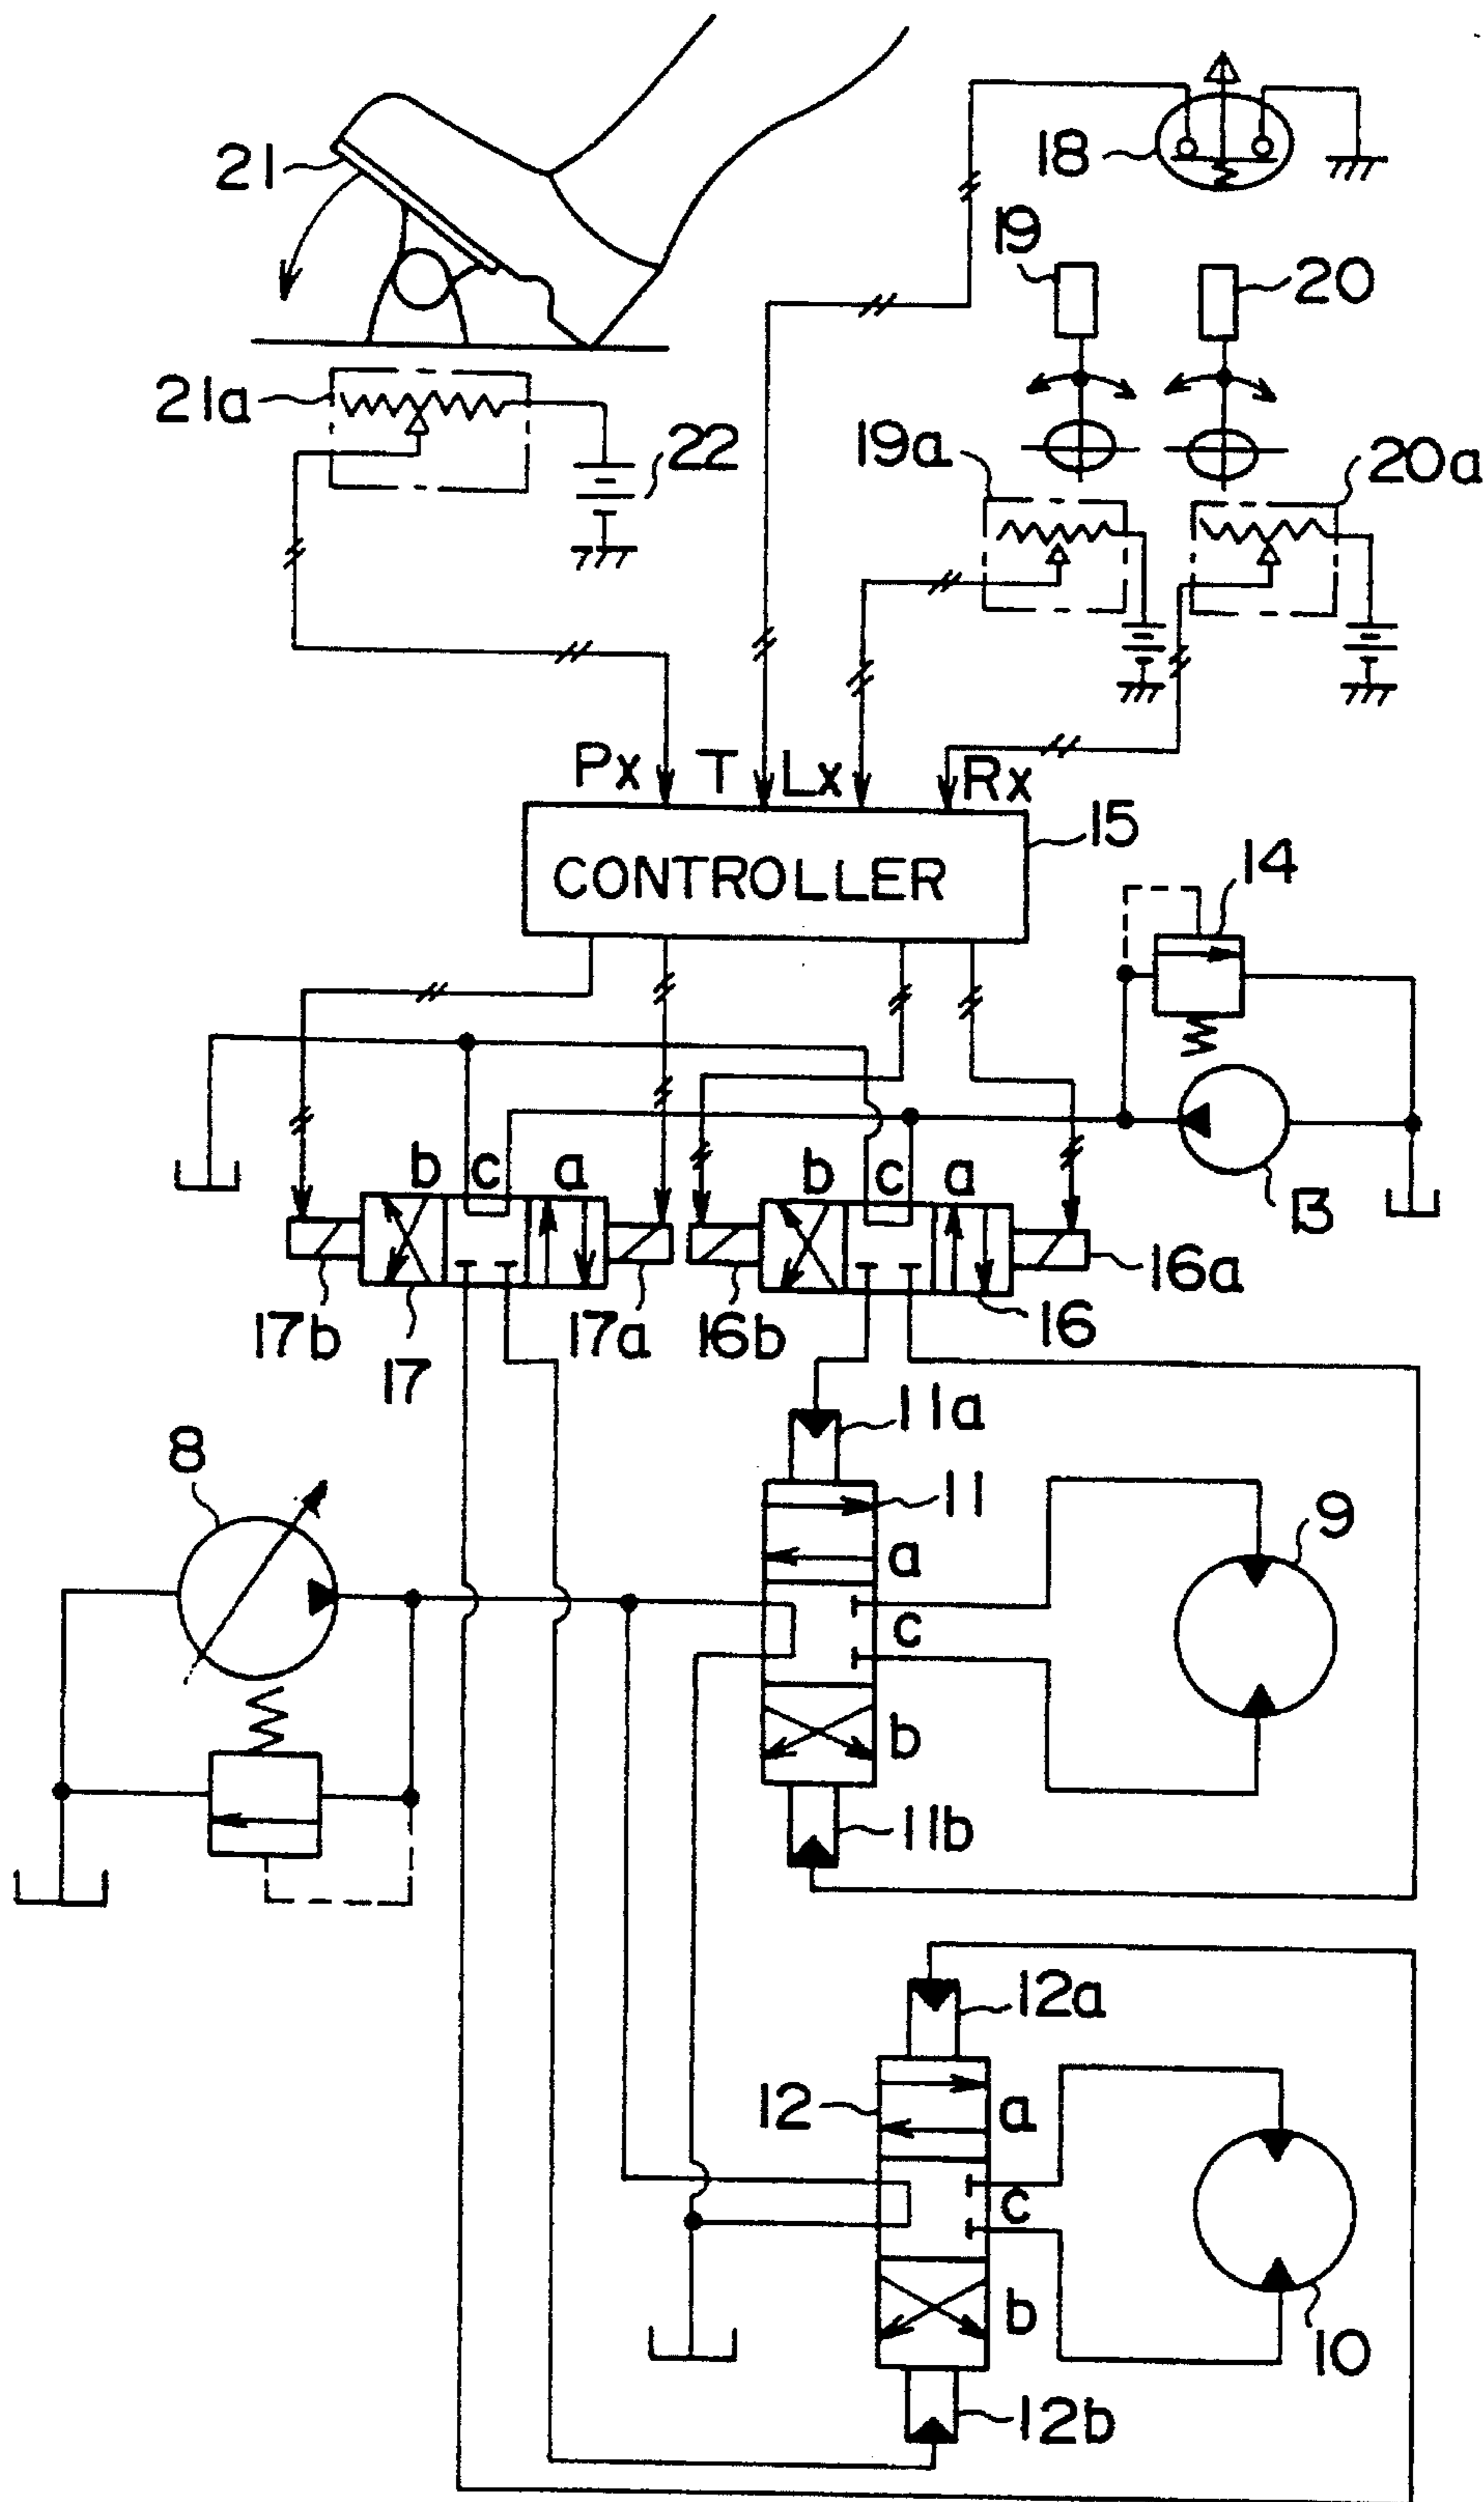 21
18
19
20
21a
22
19a
20a
Px T Lx Rx
CONTROLLER
15
14
b c a
b c a
13
17b
17
17a
16b
16
16a
11a
8
11
9
a
c
b
11b
12a
12
a
c
b
10
12b